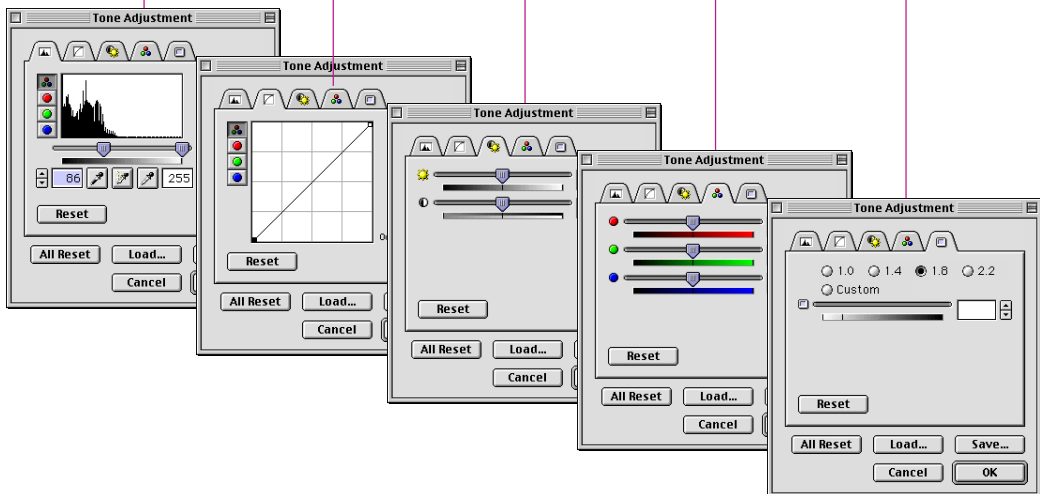 Tone Adjustment
86
255
Reset
All Reset
Load...
Cancel
Tone Adjustment
Reset
All Reset
Load...
Cancel
Tone Adjustment
Reset
All Reset
Load...
Cancel
Tone Adjustment
Reset
All Reset
Load...
Cancel
Tone Adjustment
1.0 1.4 1.8 2.2
Custom
Reset
All Reset Load... Save...
Cancel OK